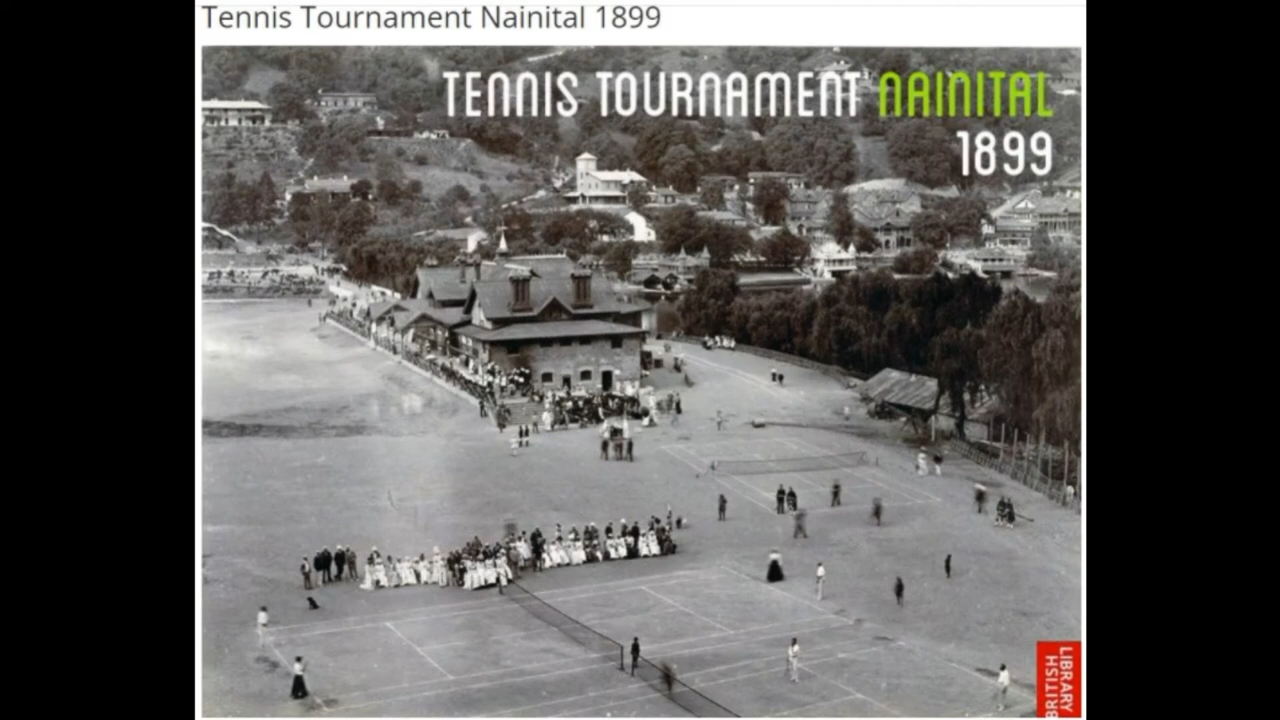 Tennis Tournament Nainital 1899
TENNIS TOURNAMENT NAINITAL
1899
LIBRARY
BRITISH